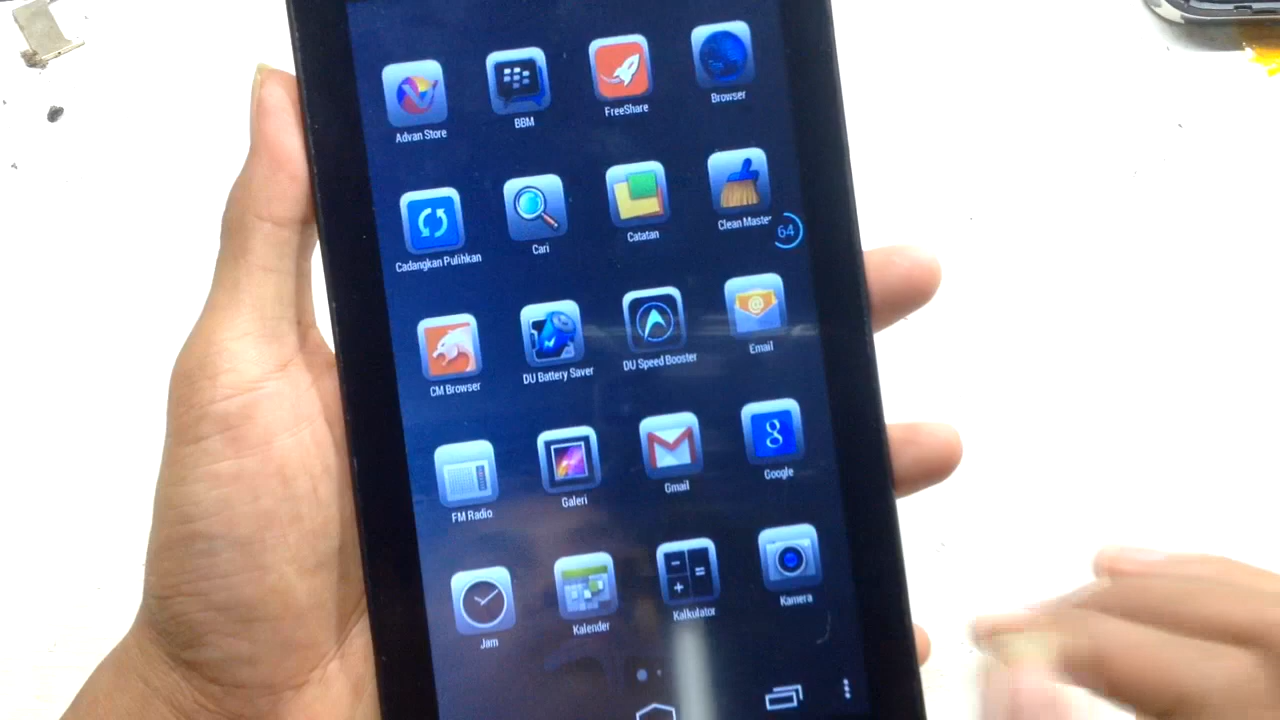 Advan Store
BBM
FreeShare
Browser
Cadangkan Pulihkan
Cari
Catatan
Clean Maste
64
CM Browser
DU Battery Saver
DU Speed Booster
Email
FM Radio
Galeri
Gmail
g
Google
Jam
Kalender
Kalkulator
Kamera